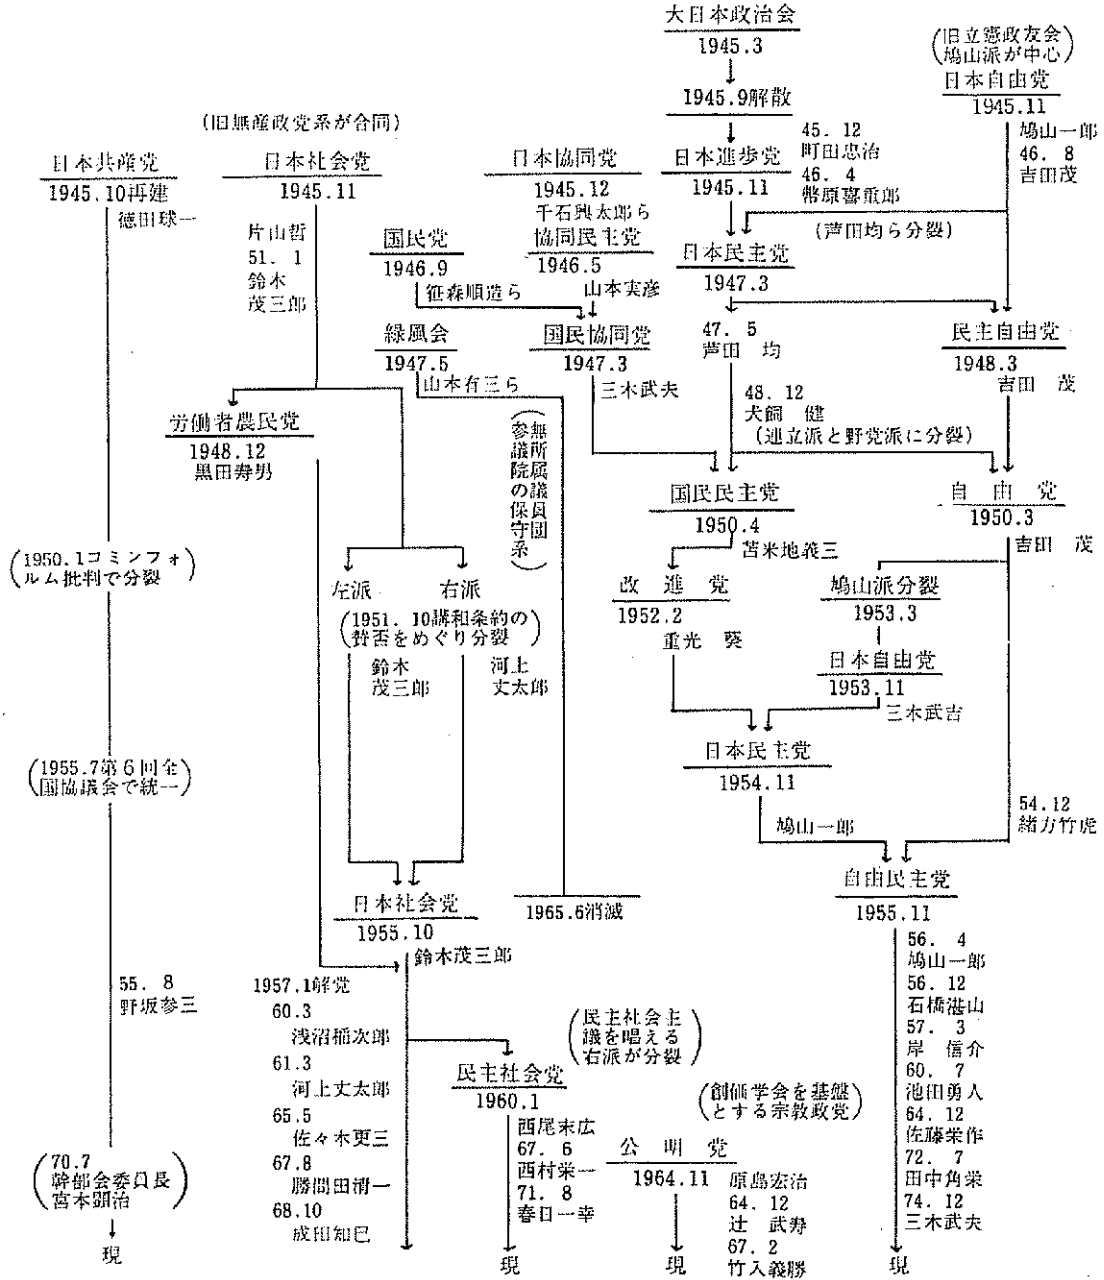 大日本政治会
1945.3
1945.9解散
(旧立憲政友会
鳩山派が中心)
日本自由党
1945.11
鳩山一郎
46. 8
吉田茂
(旧無産政党系が合同)
日本共産党
1945.10再建
徳田球一
日本社会党
1945.11
片山哲
51. 1
鈴木
茂三郎
日本協同党
1945.12
千石興太郎ら
日本進歩党
1945.11
45. 12
町田忠治
46. 4
幣原喜重郎
(芦田均ら分裂)
国民党
1946.9
笹森順造ら
協同民主党
1946.5
山本実彦
日本民主党
1947.3
緑風会
1947.5
山本有三ら
国民協同党
1947.3
三木武夫
47. 5
芦田 均
48. 12
犬飼 健
(連立派と野党派に分裂)
民主自由党
1948.3
吉田 茂
労働者農民党
1948.12
黒田寿男
(無所属議員団
参議院の保守系)
国民民主党
1950.4
苫米地義三
自由党
1950.3
吉田 茂
(1950.1コミンフォ
ルム批判で分裂)
左派
右派
(1951. 10講和条約の
賛否をめぐり分裂)
鈴木
茂三郎
河上
丈太郎
改進党
1952.2
重光 葵
鳩山派分裂
1953.3
日本自由党
1953.11
三木武吉
(1955.7第6回全
国協議会で統一)
日本民主党
1954.11
鳩山一郎
54.12
緒方竹虎
日本社会党
1955.10
鈴木茂三郎
1965.6消滅
自由民主党
1955.11
56. 4
鳩山一郎
56. 12
石橋湛山
57. 3
岸 信介
60. 7
池田勇人
64. 12
佐藤栄作
72. 7
田中角栄
74. 12
三木武夫
55. 8
野坂参三
1957.1解党
60.3
浅沼稲次郎
61.3
河上丈太郎
65.5
佐々木更三
67.8
勝間田清一
68.10
成田知巳
(民主社会主
議を唱える
右派が分裂)
民主社会党
1960.1
西尾末広
67. 6
西村栄一
71. 8
春日一幸
(創価学会を基盤
とする宗教政党)
公明党
1964.11
原島宏治
64. 12
辻 武寿
67. 2
竹入義勝
(70.7
幹部会委員長
宮本顕治)
現
現
現
現